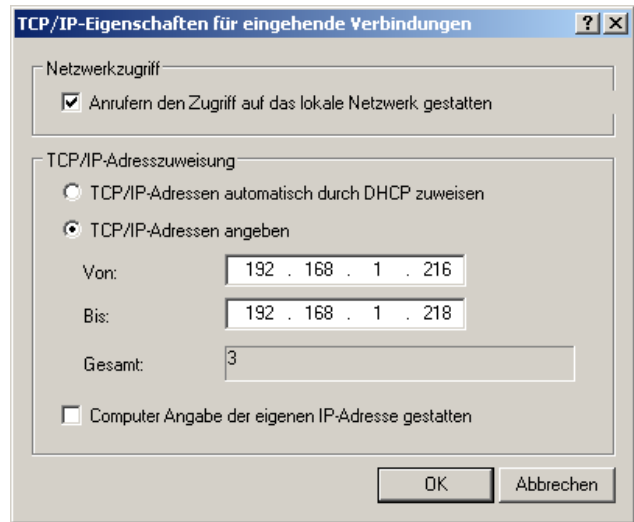 TCP/IP-Eigenschaften für eingehende Verbindungen
Netzwerkzugriff
Anrufern den Zugriff auf das lokale Netzwerk gestatten
TCP/IP-Adresszuweisung
TCP/IP-Adressen automatisch durch DHCP zuweisen
TCP/IP-Adressen angeben
Von: 192 . 168 . 1 . 216
Bis: 192 . 168 . 1 . 218
Gesamt: 3
Computer Angabe der eigenen IP-Adresse gestatten
OK Abbrechen